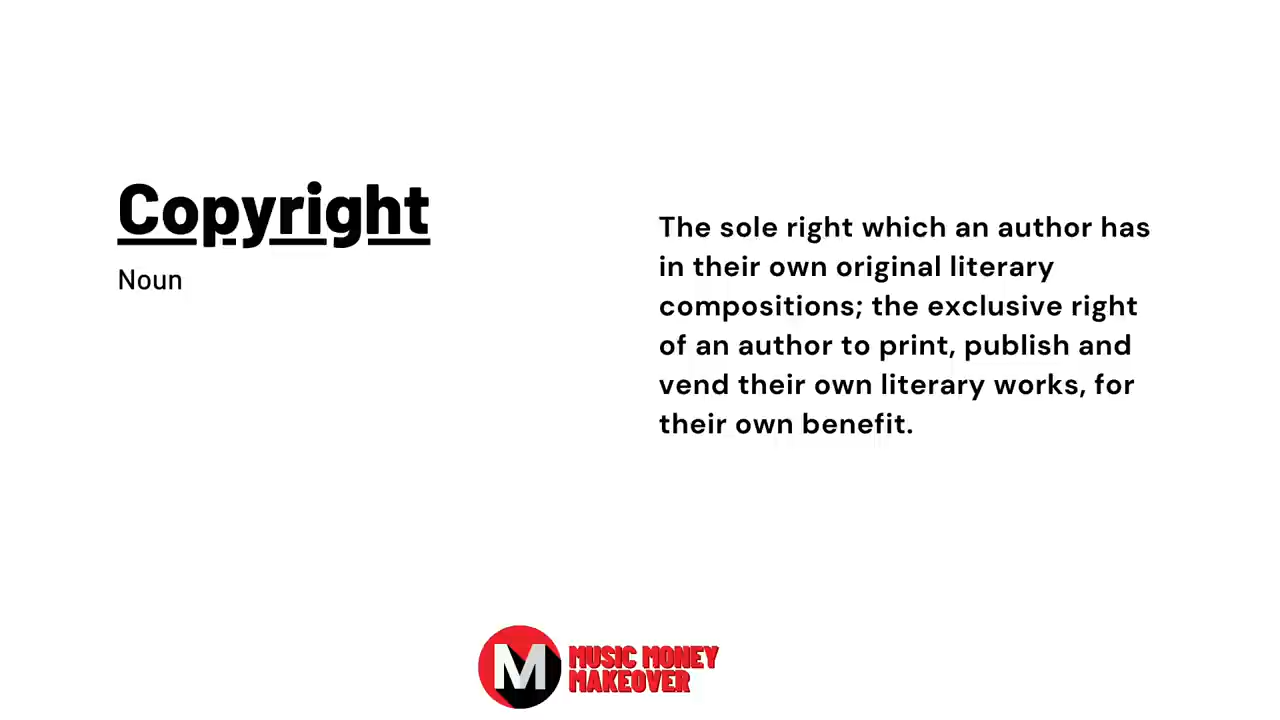 Copyright
Noun
The sole right which an author has
in their own original literary
compositions; the exclusive right
of an author to print, publish and
vend their own literary works, for
their own benefit.
M
MUSIC MONEY
MAKEOVER